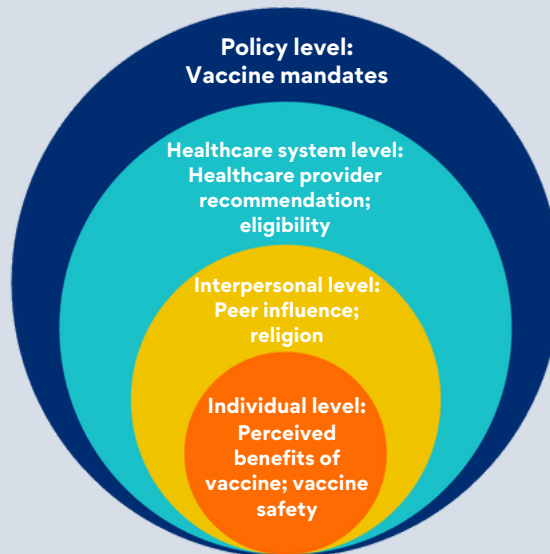 Policy level:
Vaccine mandates
Healthcare system level:
Healthcare provider
recommendation;
eligibility
Interpersonal level:
Peer influence;
religion
Individual level:
Perceived
benefits of
vaccine; vaccine
safety